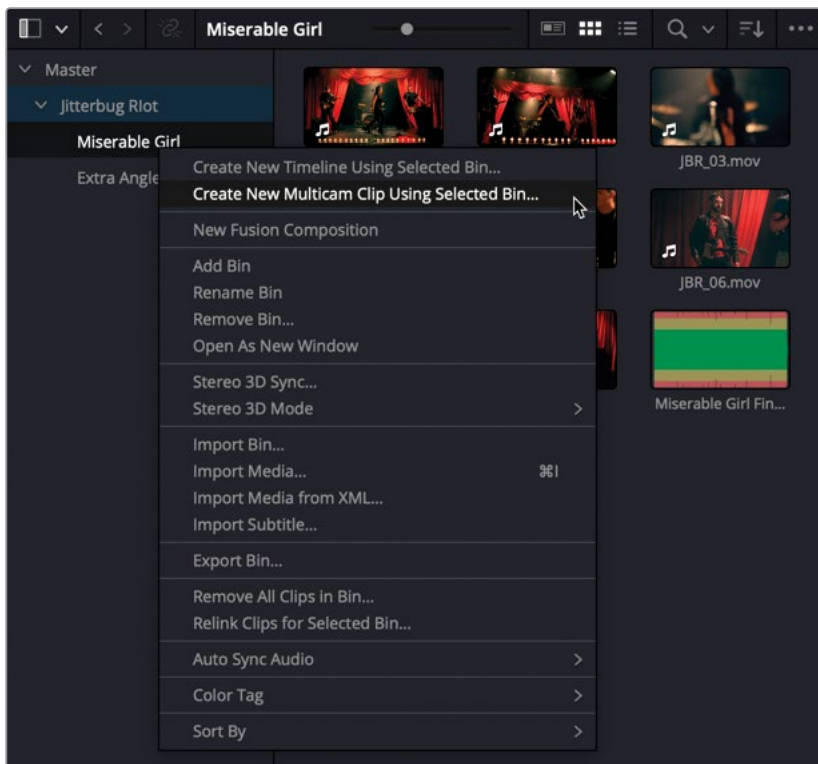 Miserable Girl
Master
Jitterbug RIot
Miserable Girl
Extra Angle
JBR_03.mov
JBR_06.mov
Miserable Girl Fin...
Create New Timeline Using Selected Bin...
Create New Multicam Clip Using Selected Bin...
New Fusion Composition
Add Bin
Rename Bin
Remove Bin...
Open As New Window
Stereo 3D Sync...
Stereo 3D Mode
Import Bin...
Import Media... ⌘I
Import Media from XML...
Import Subtitle...
Export Bin...
Remove All Clips in Bin...
Relink Clips for Selected Bin...
Auto Sync Audio
Color Tag
Sort By